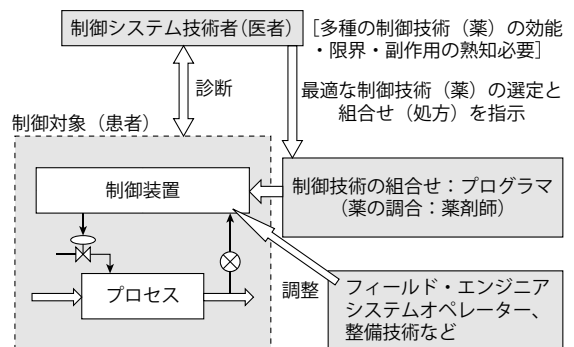 制御システム技術者（医者）
［多種の制御技術（薬）の効能
・限界・副作用の熟知必要］
診断
最適な制御技術（薬）の選定と
組合せ（処方）を指示
制御対象（患者）
制御装置
制御技術の組合せ：プログラマ
（薬の調合：薬剤師）
プロセス
調整
フィールド・エンジニア
システムオペレーター、
整備技術など